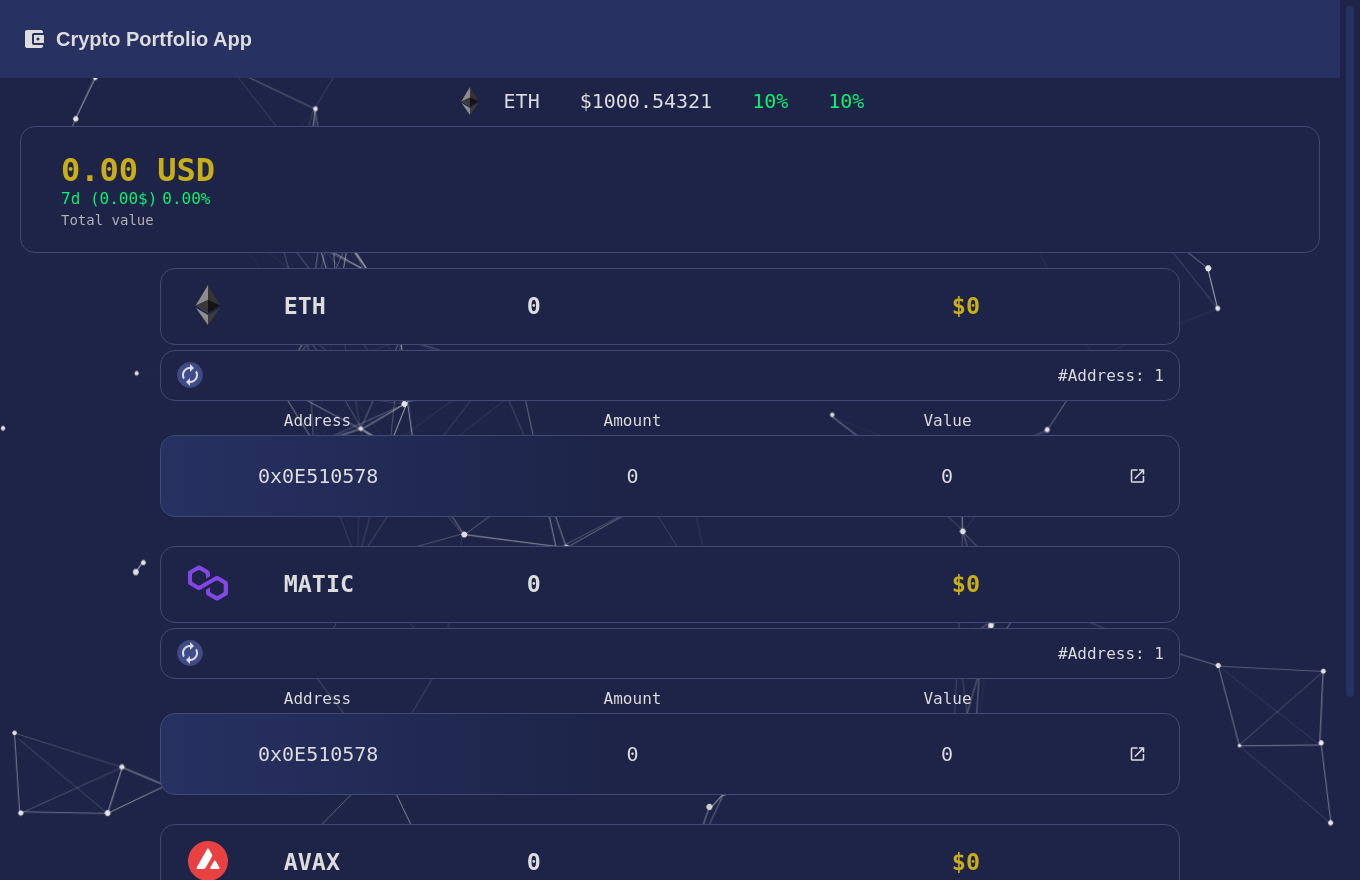 Crypto Portfolio App
ETH $1000.54321 10% 10%
0.00 USD
7d (0.00$) 0.00%
Total value
ETH 0 $0
#Address: 1
Address Amount Value
0x0E510578 0 0
MATIC 0 $0
#Address: 1
Address Amount Value
0x0E510578 0 0
AVAX 0 $0